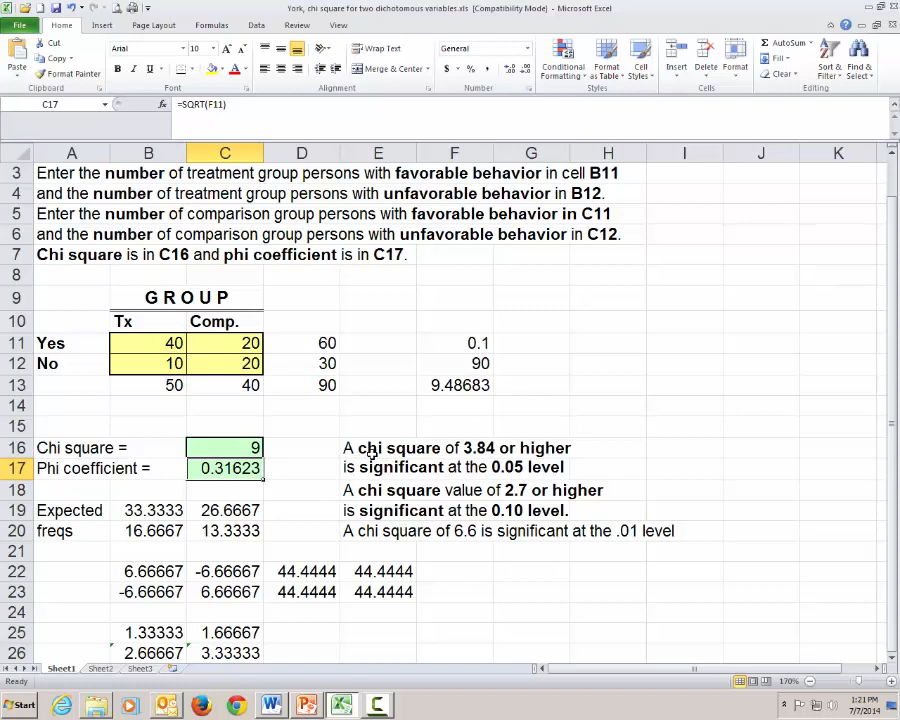 York, chi square for two dichotomous variables.xls [Compatibility Mode] - Microsoft Excel
File Home Insert Page Layout Formulas Data Review View
Paste Cut Copy Format Painter Arial 10 B I U Wrap Text Merge & Center General $ % , Conditional Formatting as Table Format Cell Styles Insert Delete Format AutoSum Fill Clear Sort & Filter Find & Select
Clipboard Font Alignment Number Styles Cells Editing
C17 fx =SQRT(F11)
A B C D E F G H I J K
3 Enter the number of treatment group persons with favorable behavior in cell B11
4 and the number of treatment group persons with unfavorable behavior in B12.
5 Enter the number of comparison group persons with favorable behavior in C11
6 and the number of comparison group persons with unfavorable behavior in C12.
7 Chi square is in C16 and phi coefficient is in C17.
8
9 G R O U P
10 Tx Comp.
11 Yes 40 20 60 0.1
12 No 10 20 30 90
13 50 40 90 9.48683
14
15
16 Chi square = 9 A chi square of 3.84 or higher
17 Phi coefficient = 0.31623 is significant at the 0.05 level
18 A chi square value of 2.7 or higher
19 Expected 33.3333 26.6667 is significant at the 0.10 level.
20 freqs 16.6667 13.3333 A chi square of 6.6 is significant at the .01 level
21
22 6.66667 -6.66667 44.4444 44.4444
23 -6.66667 6.66667 44.4444 44.4444
24
25 1.33333 1.66667
26 2.66667 3.33333
Sheet1 Sheet2 Sheet3
Ready 170%
Start 1:21 PM
7/7/2014